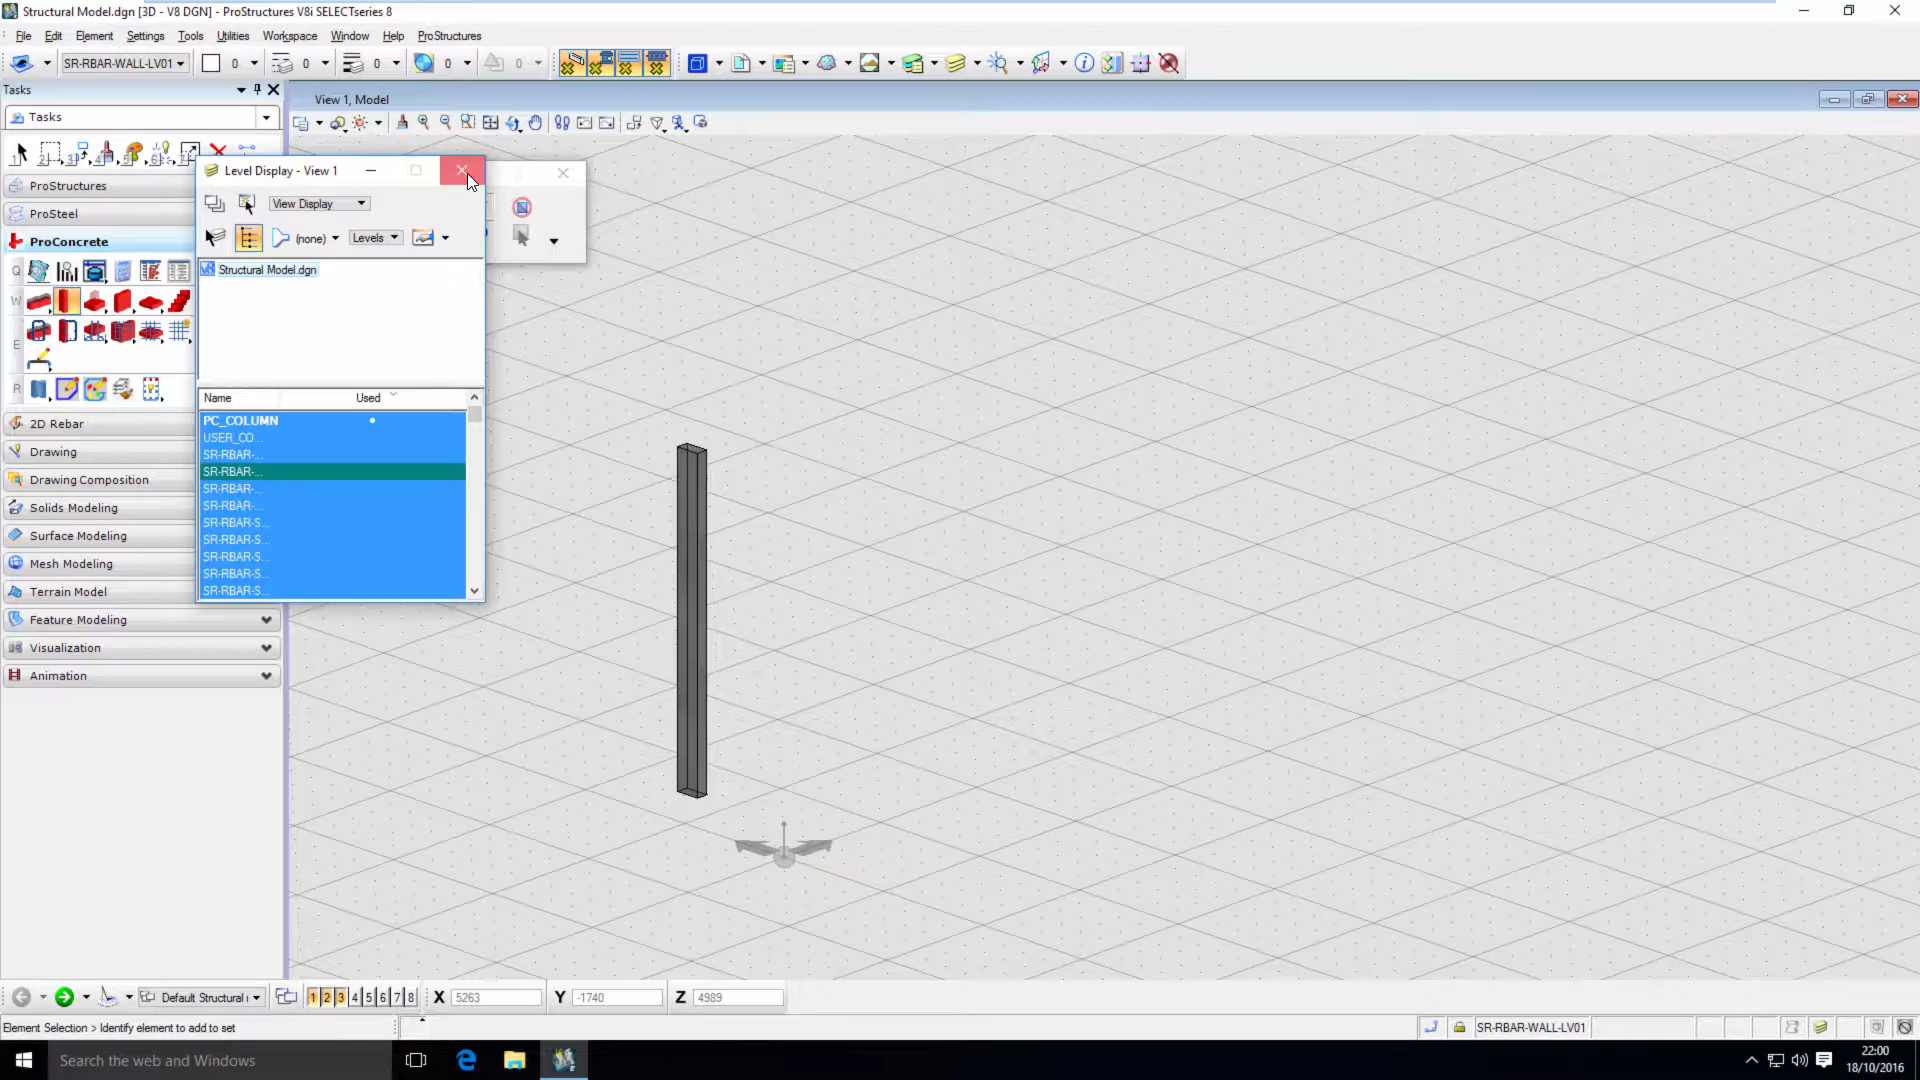 Structural Model.dgn [3D - V8 DGN] - ProStructures V8i SELECTseries 8
File Edit Element Settings Tools Utilities Workspace Window Help ProStructures
SR-RBAR-WALL-LV01 0 0 0 0 0
Tasks
View 1, Model
Tasks
ProStructures
ProSteel
ProConcrete
Q
W
E
R
2D Rebar
Drawing
Drawing Composition
Solids Modeling
Surface Modeling
Mesh Modeling
Terrain Model
Feature Modeling
Visualization
Animation
Level Display - View 1
View Display
(none) Levels
Structural Model.dgn
Name Used
PC_COLUMN
USER_CO...
SR-RBAR-...
SR-RBAR-...
SR-RBAR-...
SR-RBAR-...
SR-RBAR-S...
SR-RBAR-S...
SR-RBAR-S...
SR-RBAR-S...
SR-RBAR-S...
Default Structural 1 2 3 4 5 6 7 8 X 5263 Y -1740 Z 4989
Element Selection > Identify element to add to set
SR-RBAR-WALL-LV01
Search the web and Windows
22:00
18/10/2016